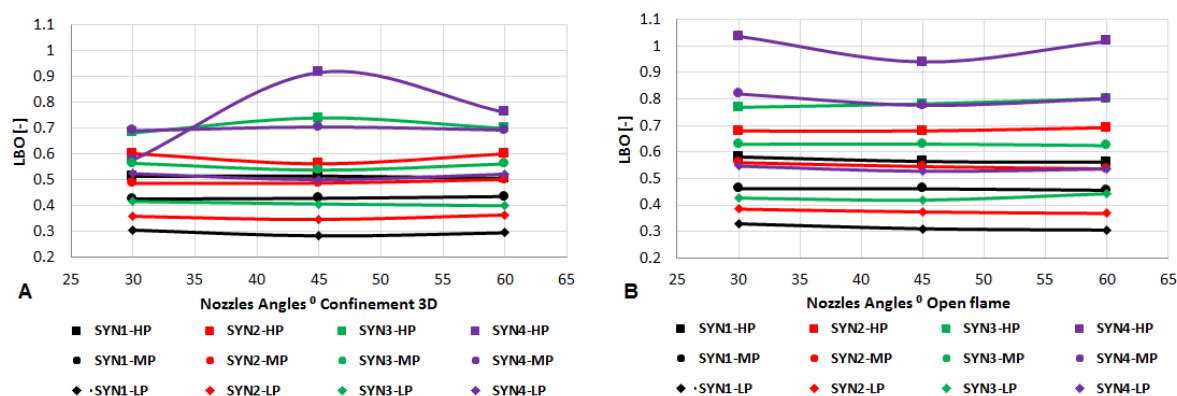 1.1
1
0.9
0.8
0.7
0.6
0.5
0.4
0.3
0.2
LBO [-]
25 30 35 40 45 50 55 60 65
A
Nozzles Angles ⁰ Confinement 3D
SYN1-HP SYN2-HP SYN3-HP SYN4-HP
SYN1-MP SYN2-MP SYN3-MP SYN4-MP
SYN1-LP SYN2-LP SYN3-LP SYN4-LP
1.1
1
0.9
0.8
0.7
0.6
0.5
0.4
0.3
0.2
LBO [-]
25 30 35 40 45 50 55 60 65
B
Nozzles Angles ⁰ Open flame
SYN1-HP SYN2-HP SYN3-HP SYN4-HP
SYN1-MP SYN2-MP SYN3-MP SYN4-MP
SYN1-LP SYN2-LP SYN3-LP SYN4-LP